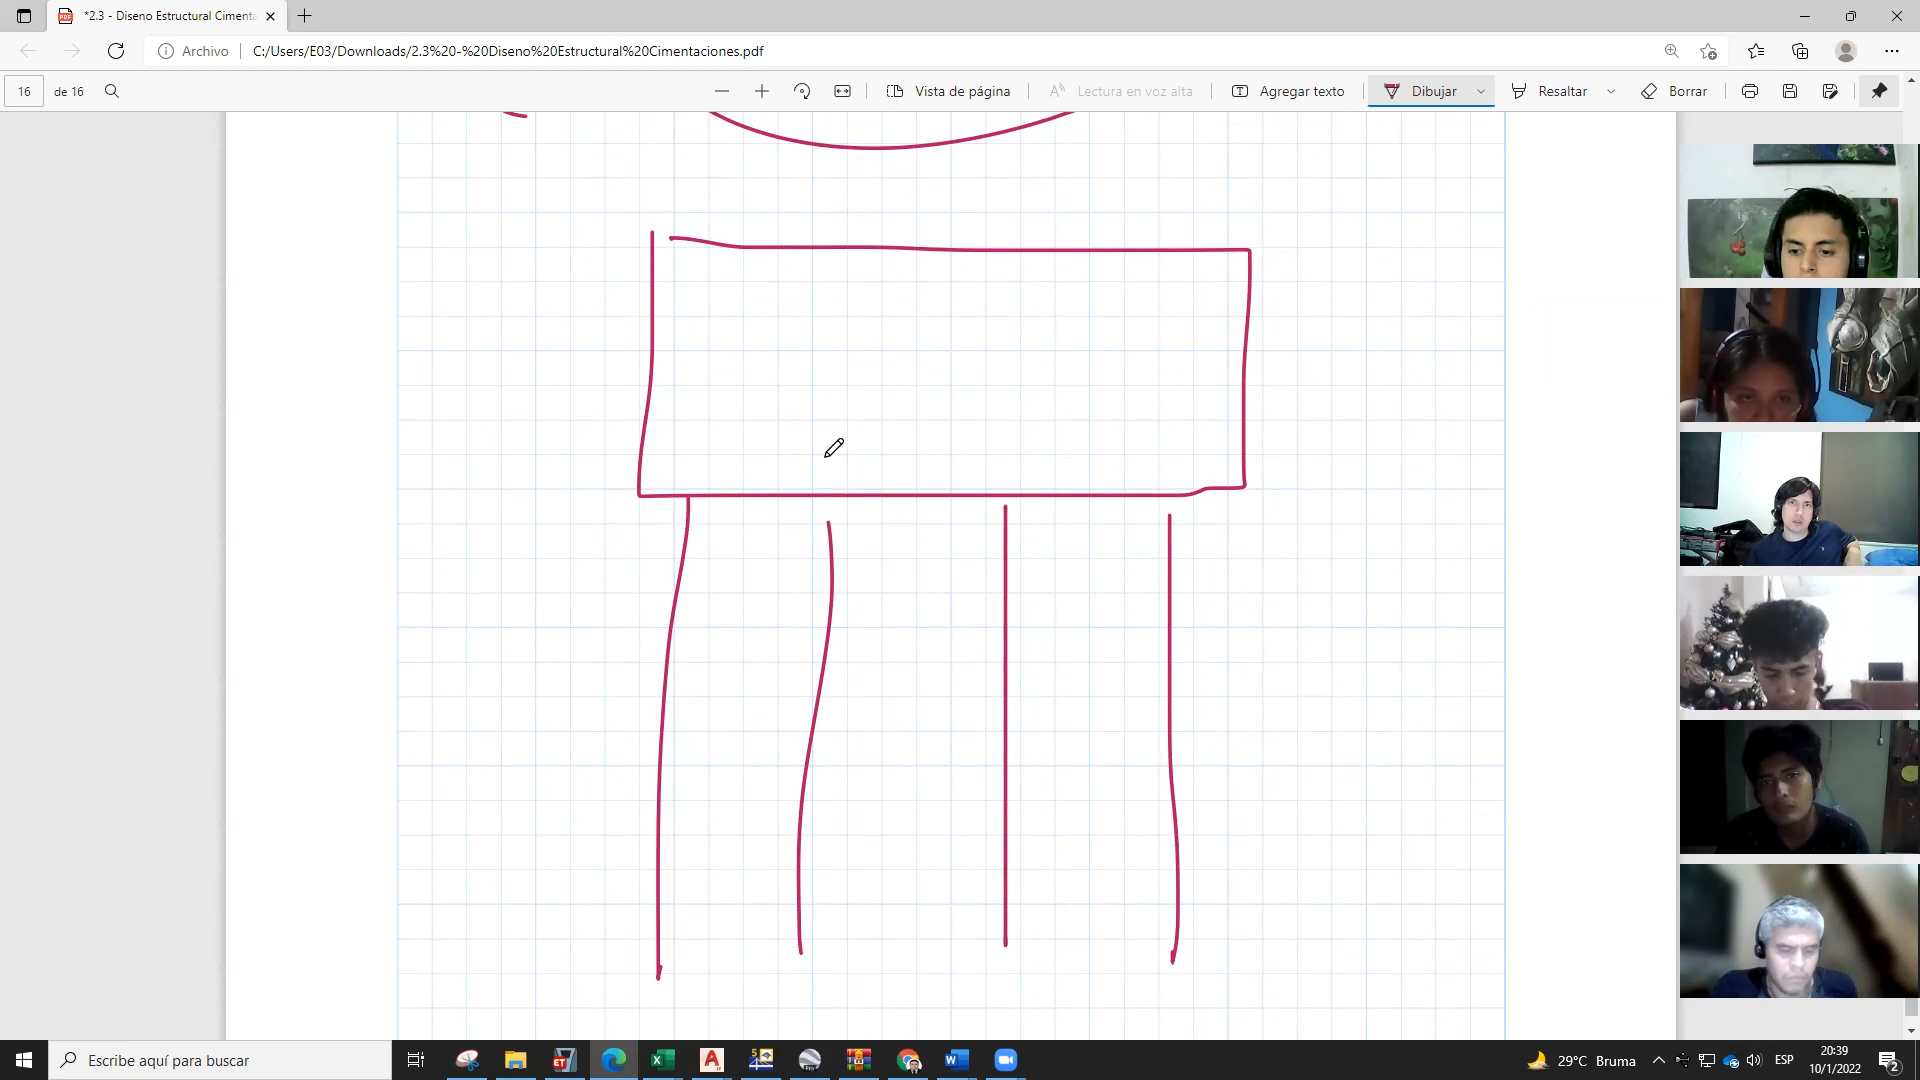 *2.3 - Diseno Estructural Cimenta
Archivo
C:/Users/E03/Downloads/2.3%20-%20Diseno%20Estructural%20Cimentaciones.pdf
16 de 16
Vista de página
Lectura en voz alta
Agregar texto
Dibujar
Resaltar
Borrar
Escribe aquí para buscar
29°C Bruma
ESP
20:39
10/1/2022
2